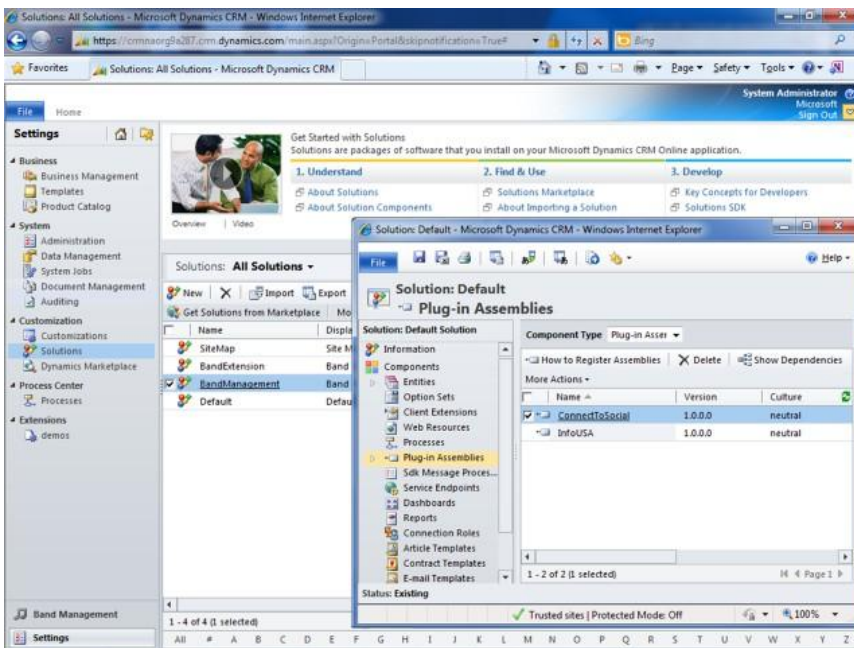 Solutions: All Solutions - Microsoft Dynamics CRM - Windows Internet Explorer
https://crmnaorg9a287.crm.dynamics.com/main.aspx?Origin=Portal&skipnotification=True#
Bing
Favorites
Solutions: All Solutions - Microsoft Dynamics CRM
Page Safety Tools
System Administrator
Microsoft
Sign Out
File Home
Settings
Business
Business Management
Templates
Product Catalog
System
Administration
Data Management
System Jobs
Document Management
Auditing
Customization
Customizations
Solutions
Dynamics Marketplace
Process Center
Processes
Extensions
demos
Band Management
Settings
Get Started with Solutions
Solutions are packages of software that you install on your Microsoft Dynamics CRM Online application.
1. Understand
About Solutions
About Solution Components
2. Find & Use
Solutions Marketplace
About Importing a Solution
3. Develop
Key Concepts for Developers
Solutions SDK
Overview | Video
Solutions: All Solutions
New Import Export
Get Solutions from Marketplace Mo
Name Displa
SiteMap Site M
BandExtension Band
BandManagement Band
Default Defau
1 - 4 of 4 (1 selected)
All # A B C D E F G H I J K L M N O P Q R S T U V W X Y Z
Solution: Default - Microsoft Dynamics CRM - Windows Internet Explorer
File
Help
Solution: Default
Plug-in Assemblies
Solution: Default Solution
Information
Components
Entities
Option Sets
Client Extensions
Web Resources
Processes
Plug-in Assemblies
Sdk Message Proces...
Service Endpoints
Dashboards
Reports
Connection Roles
Article Templates
Contract Templates
E-mail Templates
Component Type Plug-in Asser
How to Register Assemblies Delete Show Dependencies
More Actions
Name Version Culture
ConnectToSocial 1.0.0.0 neutral
InfoUSA 1.0.0.0 neutral
1 - 2 of 2 (1 selected) Page 1
Status: Existing
Trusted sites | Protected Mode: Off 100%